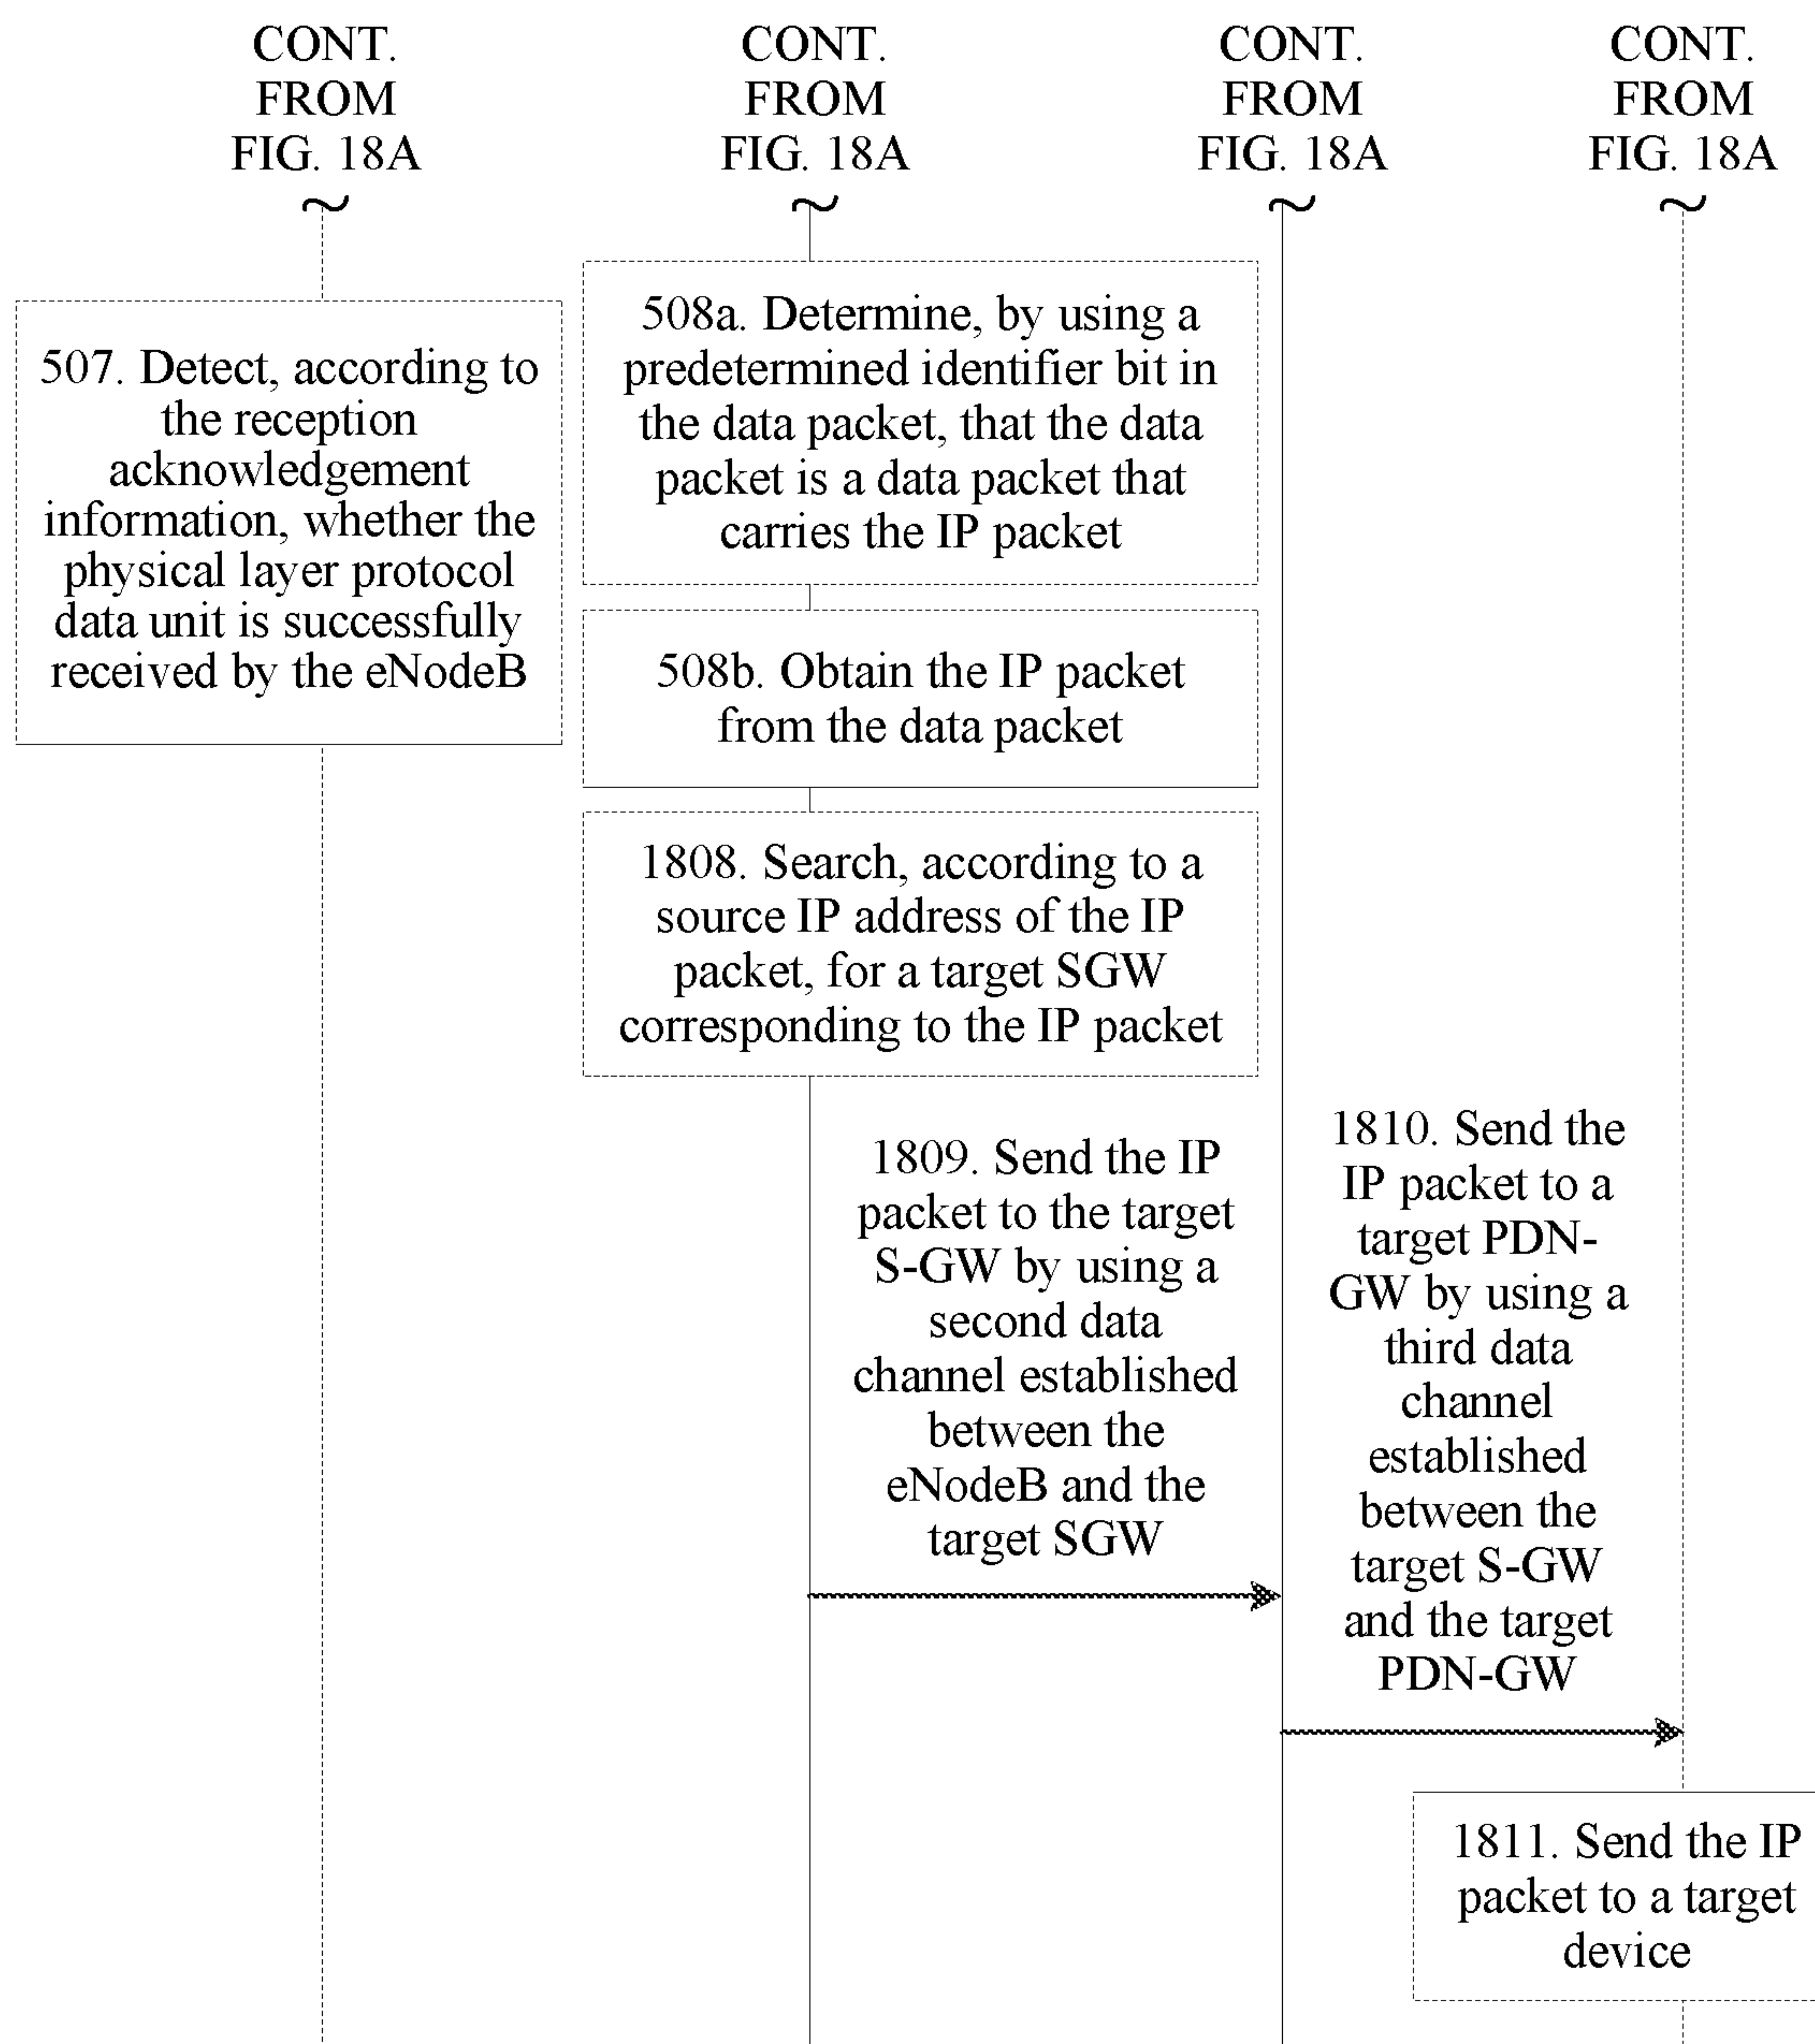 CONT.
FROM
FIG. 18A
CONT.
FROM
FIG. 18A
CONT.
FROM
FIG. 18A
CONT.
FROM
FIG. 18A
507. Detect, according to
the reception
acknowledgement
information, whether the
physical layer protocol
data unit is successfully
received by the eNodeB
508a. Determine, by using a
predetermined identifier bit in
the data packet, that the data
packet is a data packet that
carries the IP packet
508b. Obtain the IP packet
from the data packet
1808. Search, according to a
source IP address of the IP
packet, for a target SGW
corresponding to the IP packet
1809. Send the IP
packet to the target
S-GW by using a
second data
channel established
between the
eNodeB and the
target SGW
1810. Send the
IP packet to a
target PDN-
GW by using a
third data
channel
established
between the
target S-GW
and the target
PDN-GW
1811. Send the IP
packet to a target
device